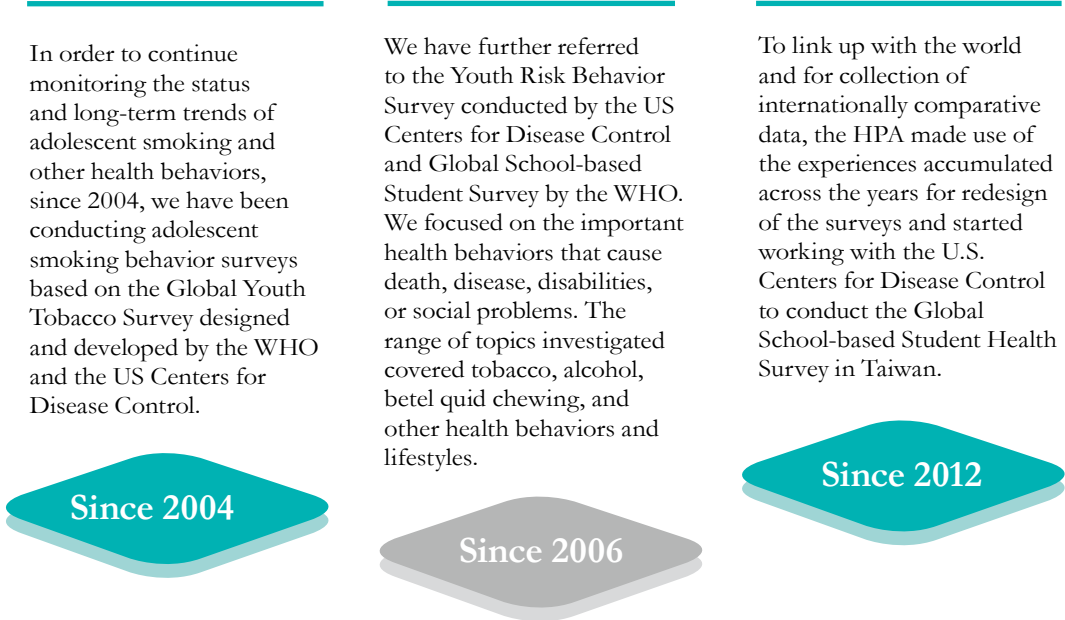 In order to continue
monitoring the status
and long-term trends of
adolescent smoking and
other health behaviors,
since 2004, we have been
conducting adolescent
smoking behavior surveys
based on the Global Youth
Tobacco Survey designed
and developed by the WHO
and the US Centers for
Disease Control.
Since 2004
We have further referred
to the Youth Risk Behavior
Survey conducted by the US
Centers for Disease Control
and Global School-based
Student Survey by the WHO.
We focused on the important
health behaviors that cause
death, disease, disabilities,
or social problems. The
range of topics investigated
covered tobacco, alcohol,
betel quid chewing, and
other health behaviors and
lifestyles.
Since 2006
To link up with the world
and for collection of
internationally comparative
data, the HPA made use of
the experiences accumulated
across the years for redesign
of the surveys and started
working with the U.S.
Centers for Disease Control
to conduct the Global
School-based Student Health
Survey in Taiwan.
Since 2012